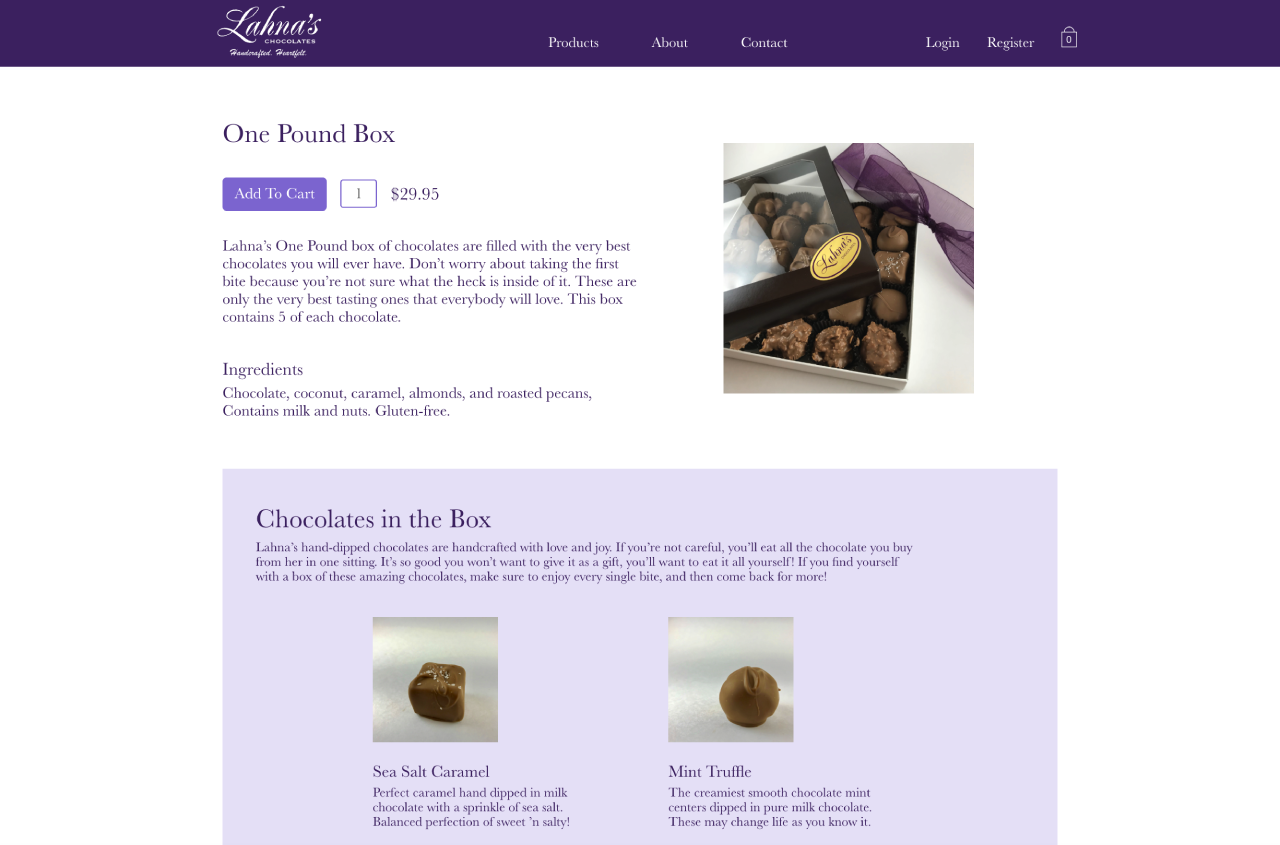 Lahna's
CHOCOLATES
Handcrafted. Heartfelt.
Products
About
Contact
Login
Register
0
One Pound Box
Add To Cart
1
$29.95
Lahna's One Pound box of chocolates are filled with the very best
chocolates you will ever have. Don't worry about taking the first
bite because you're not sure what the heck is inside of it. These are
only the very best tasting ones that everybody will love. This box
contains 5 of each chocolate.
Lahna's
Ingredients
Chocolate, coconut, caramel, almonds, and roasted pecans,
Contains milk and nuts. Gluten-free.
Chocolates in the Box
Lahna's hand-dipped chocolates are handcrafted with love and joy. If you're not careful, you'll eat all the chocolate you buy
from her in one sitting. It's so good you won't want to give it as a gift, you'll want to eat it all yourself! If you find yourself
with a box of these amazing chocolates, make sure to enjoy every single bite, and then come back for more!
Sea Salt Caramel
Perfect caramel hand dipped in milk
chocolate with a sprinkle of sea salt.
Balanced perfection of sweet 'n salty!
Mint Truffle
The creamiest smooth chocolate mint
centers dipped in pure milk chocolate.
These may change life as you know it.